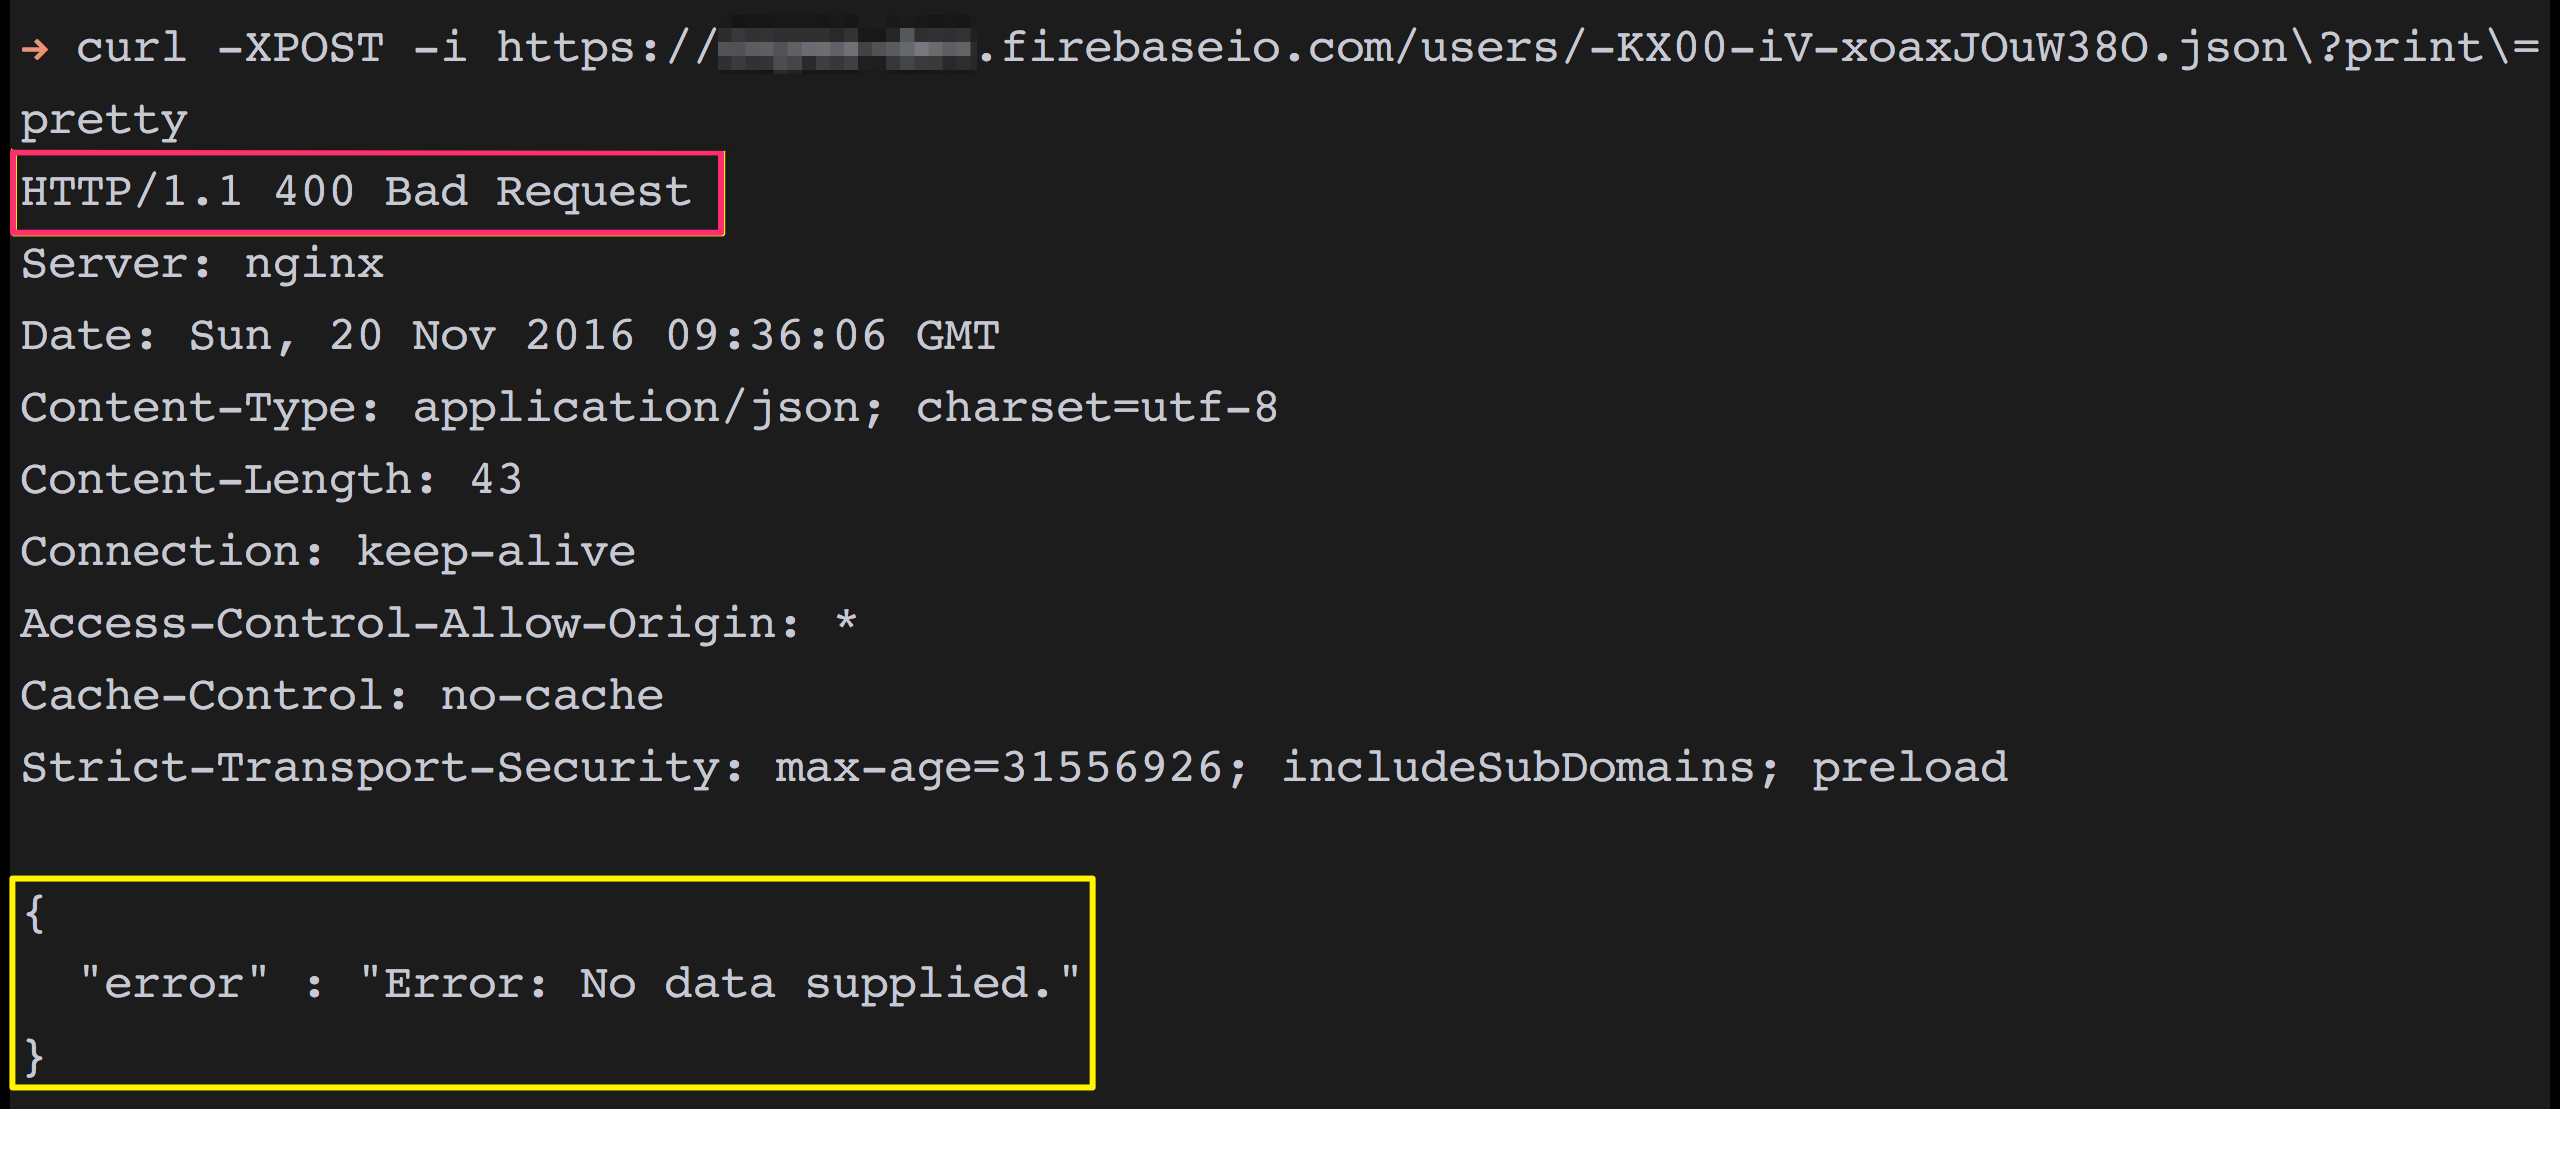 → curl -XPOST -i https://.firebaseio.com/users/-KX00-iV-xoaxJOuW38O.json\?print\=
pretty
HTTP/1.1 400 Bad Request
Server: nginx
Date: Sun, 20 Nov 2016 09:36:06 GMT
Content-Type: application/json; charset=utf-8
Content-Length: 43
Connection: keep-alive
Access-Control-Allow-Origin: *
Cache-Control: no-cache
Strict-Transport-Security: max-age=31556926; includeSubDomains; preload
{
"error" : "Error: No data supplied."
}